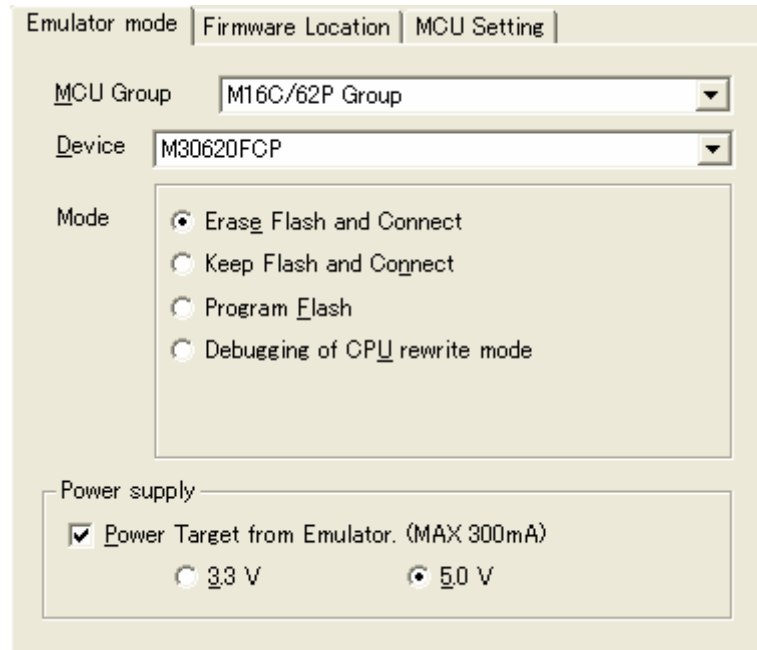 Emulator mode Firmware Location MCU Setting
MCU Group M16C/62P Group
Device M30620FCP
Mode
Erase Flash and Connect
Keep Flash and Connect
Program Flash
Debugging of CPU rewrite mode
Power supply
Power Target from Emulator. (MAX 300mA)
3.3 V 5.0 V